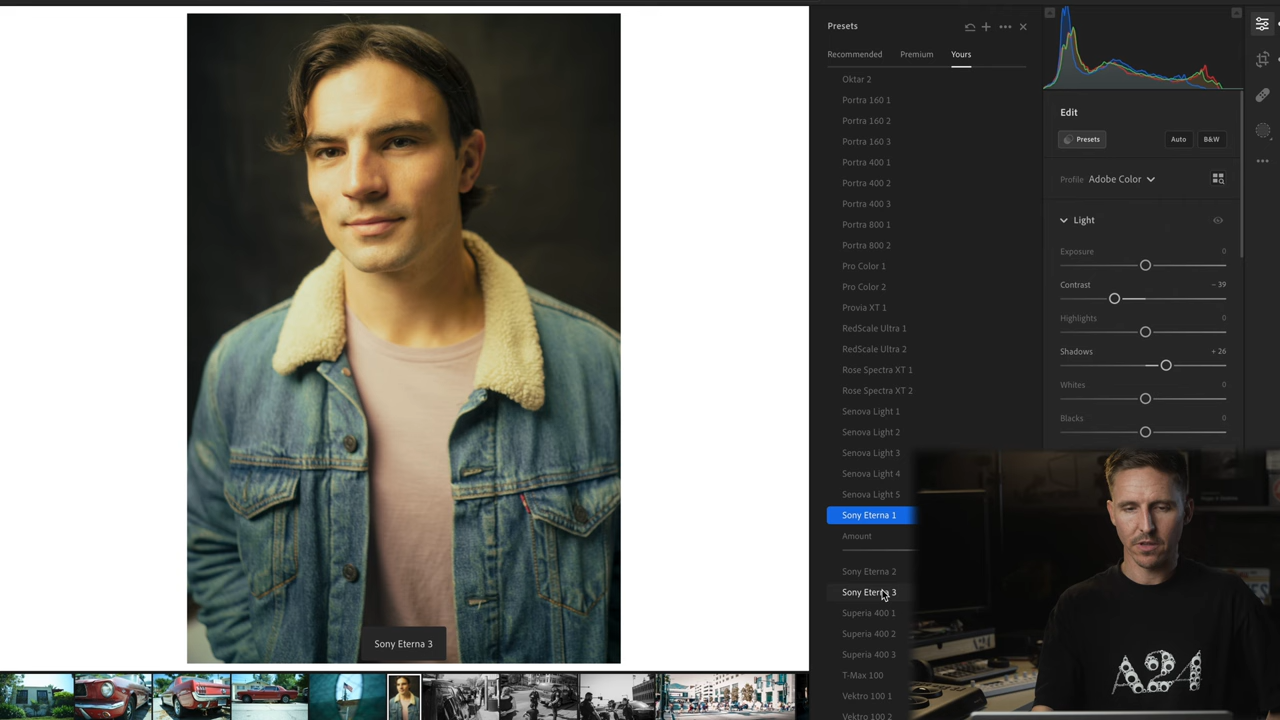 Presets
Recommended Premium Yours
Oktar 2
Portra 160 1
Portra 160 2
Portra 160 3
Portra 400 1
Portra 400 2
Portra 400 3
Portra 800 1
Portra 800 2
Pro Color 1
Pro Color 2
Provia XT 1
RedScale Ultra 1
RedScale Ultra 2
Rose Spectra XT 1
Rose Spectra XT 2
Senova Light 1
Senova Light 2
Senova Light 3
Senova Light 4
Senova Light 5
Sony Eterna 1
Amount
Sony Eterna 2
Sony Eterna 3
Superia 400 1
Superia 400 2
Superia 400 3
T-Max 100
Vektro 100 1
Vektro 100 2
Edit
Presets Auto B&W
Profile Adobe Color
Light
Exposure 0
Contrast - 39
Highlights 0
Shadows + 26
Whites 0
Blacks 0
Sony Eterna 3
A24